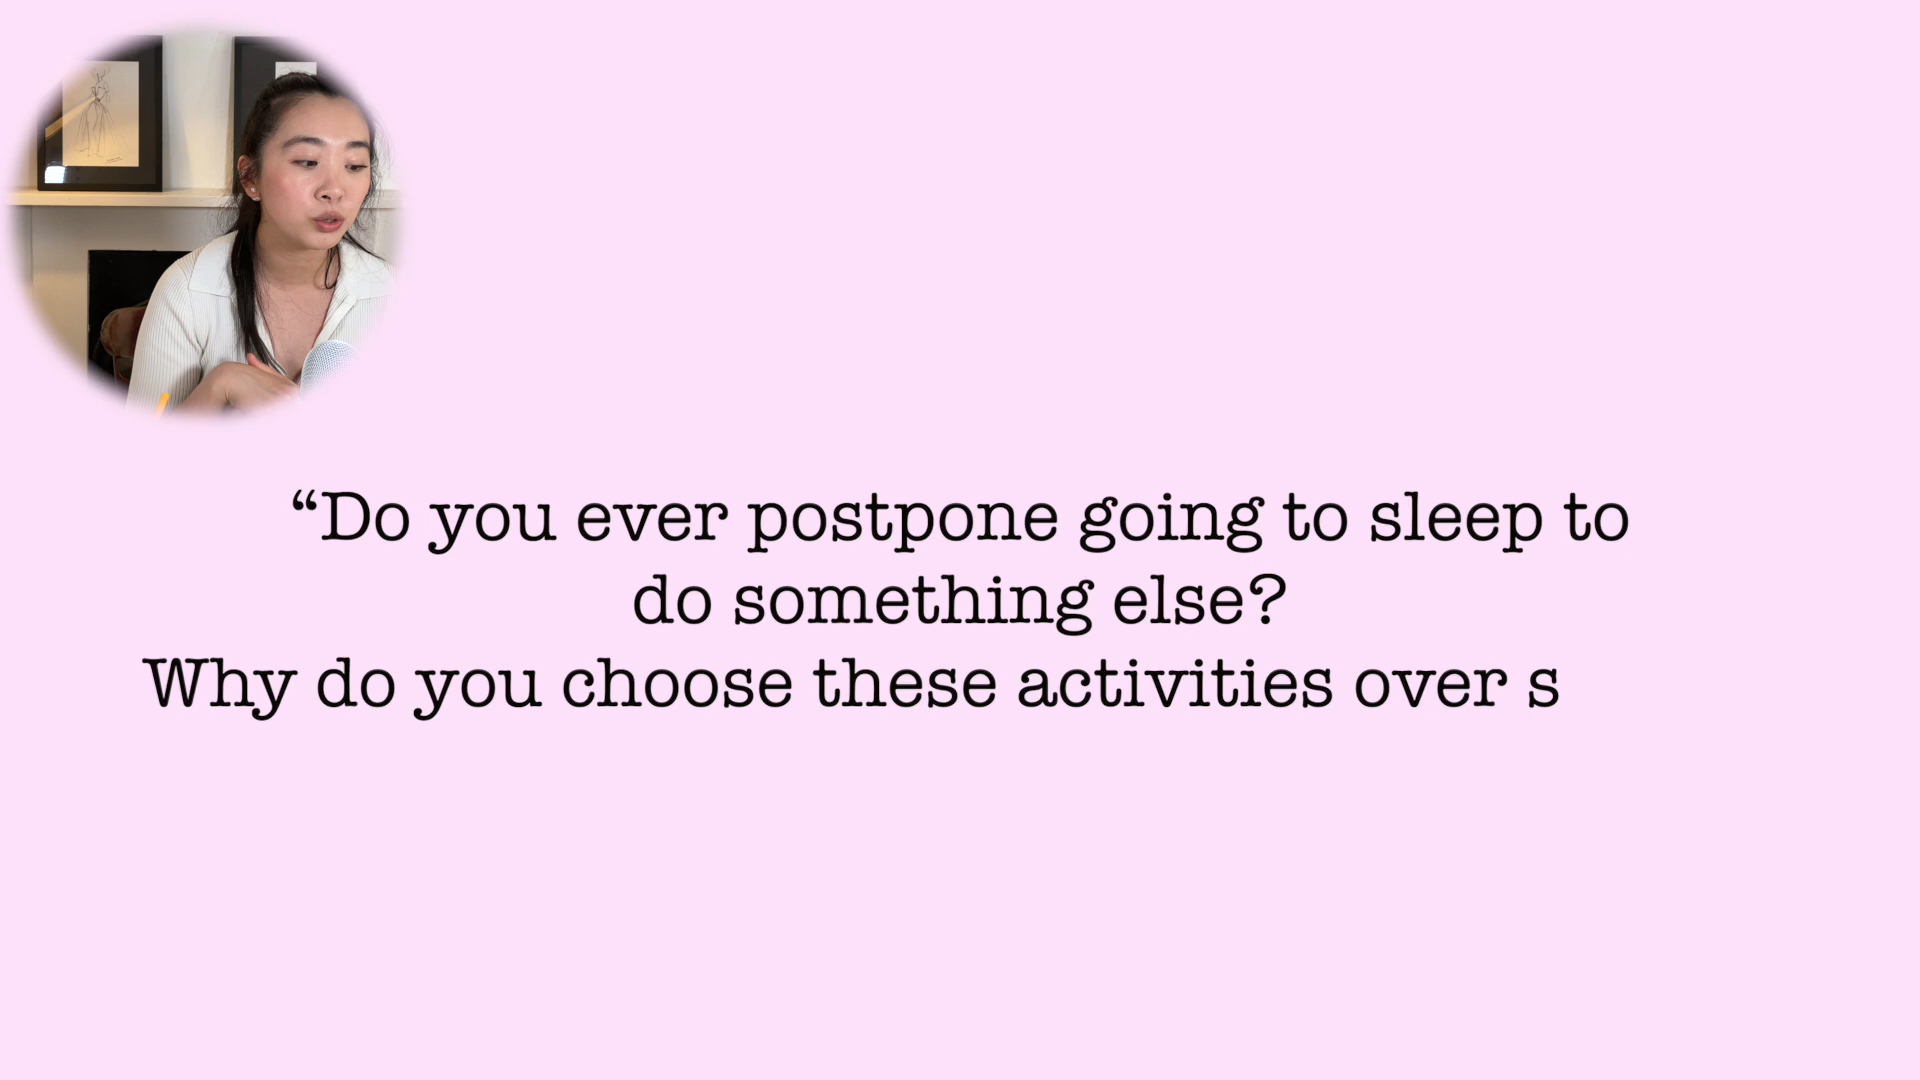 “Do you ever postpone going to sleep to
do something else?
Why do you choose these activities over s